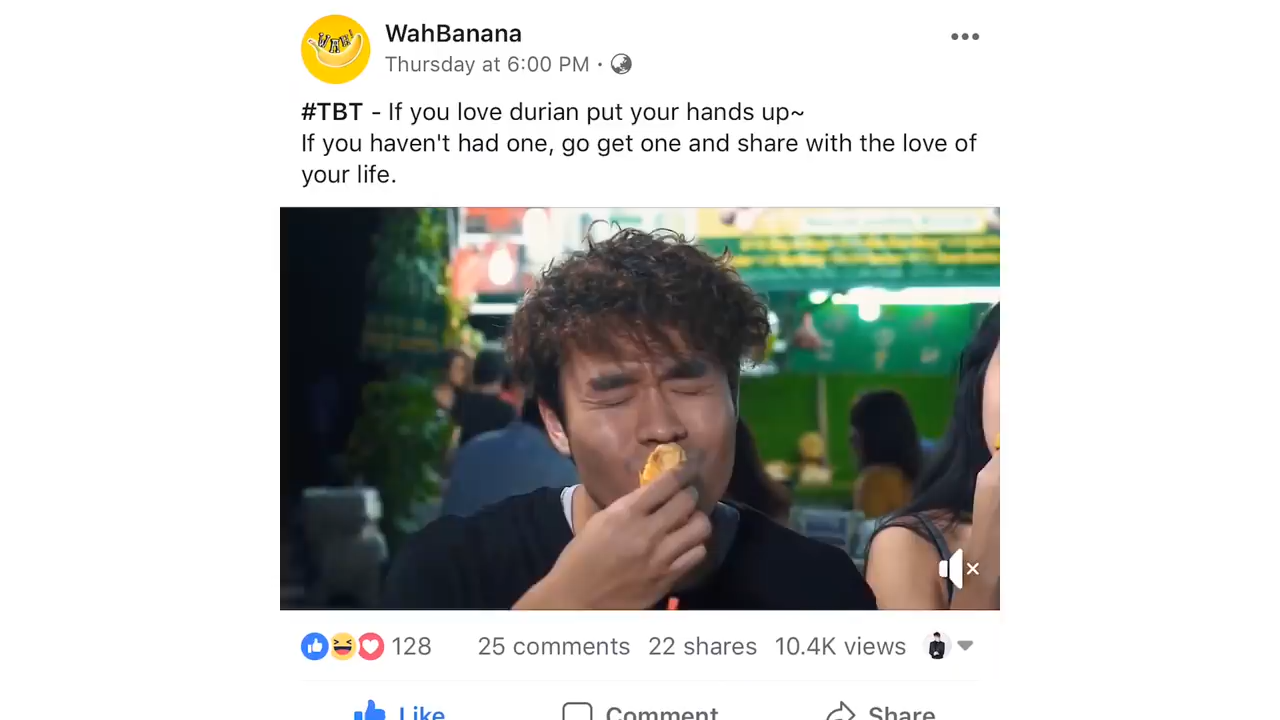 WAH!
WahBanana
Thursday at 6:00 PM ·
#TBT - If you love durian put your hands up~
If you haven't had one, go get one and share with the love of
your life.
128 25 comments 22 shares 10.4K views
Like Comment Share